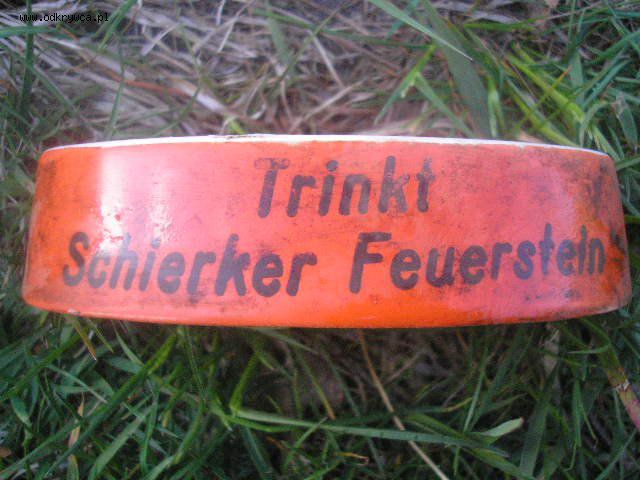 www.odkrywca.pl
Trinkt
Schierker Feuerstein